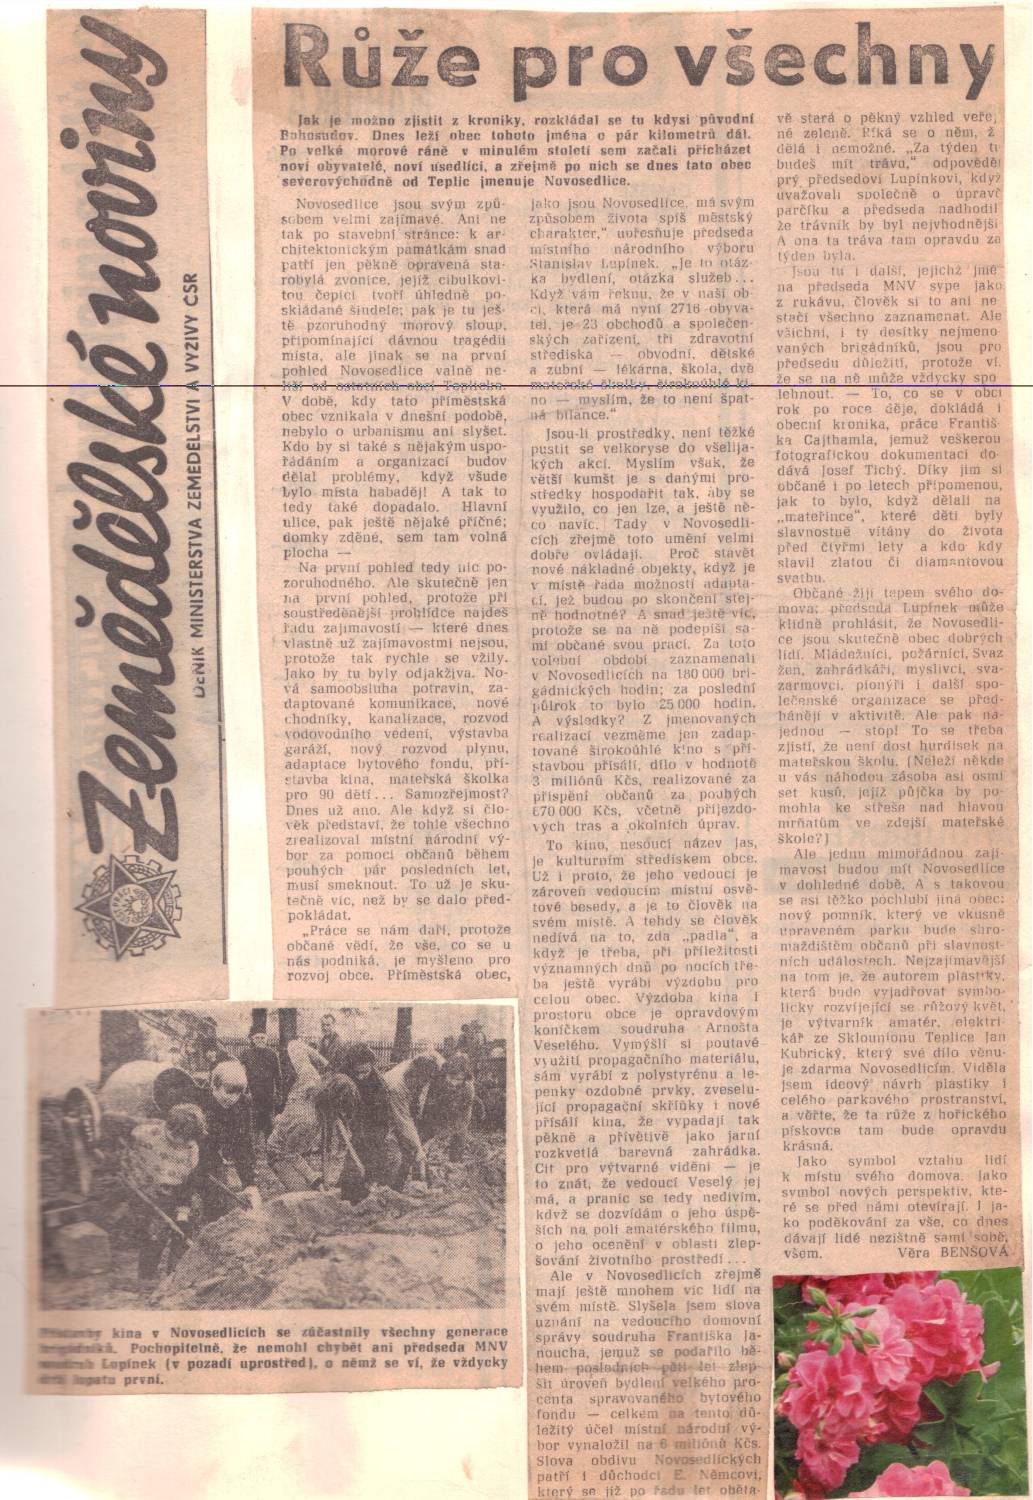 Zemědělské noviny
DENÍK MINISTERSTVA ZEMĚDĚLSTVÍ A VÝŽIVY ČSR
Růže pro všechny
Jak je možno zjistit z kroniky, rozkládal se tu kdysi původní
Bohosudov. Dnes leží obec tohoto jména o pár kilometrů dál.
Po velké morové ráně v minulém století sem začali přicházet
noví obyvatelé, noví usedlíci, a zřejmě po nich se dnes tato obec
severovýchodně od Teplic jmenuje Novosedlice.
Novosedlice jsou svým způ-
sobem velmi zajímavé. Ani ne
tak po stavební stránce: k ar-
chitektonickým památkám snad
patří jen pěkně opravená sta-
robylá zvonice, jejíž cibulkovi-
tou čepici tvoří úhledně po-
skládané šindele; pak je tu ješ-
tě pzoruhodný morový sloup,
připomínající dávnou tragédii
místa, ale jinak se na první
pohled Novosedlice valně ne-
liší od ostatních obcí Teplicka.
V době, kdy tato příměstská
obec vznikala v dnešní podobě,
nebylo o urbanismu ani slyšet.
Kdo by si také s nějakým uspo-
řádáním a organizací budov
dělal problémy, když všude
bylo místa habaděj! A tak to
tedy také dopadalo. Hlavní
ulice, pak ještě nějaké příčné;
domky zděné, sem tam volná
plocha —
Na první pohled tedy nic po-
zoruhodného. Ale skutečně jen
na první pohled, protože při
soustředěnější prohlídce najdeš
řadu zajímavostí — které dnes
vlastně už zajímavostmi nejsou,
protože tak rychle se vžily.
Jako by tu byly odjakživa. No-
vá samoobsluha potravin, za-
daptované komunikace, nové
chodníky, kanalizace, rozvod
vodovodního vedení, výstavba
garáží, nový rozvod plynu,
adaptace bytového fondu, pří-
stavba kina, mateřská školka
pro 90 dětí... Samozřejmost?
Dnes už ano. Ale když si člo-
věk představí, že tohle všechno
zrealizoval místní národní vý-
bor za pomoci občanů během
pouhých pár posledních let,
musí smeknout. To už je sku-
tečně víc, než by se dalo před-
pokládat.
„Práce se nám daří, protože
občané vědí, že vše, co se u
nás podniká, je myšleno pro
rozvoj obce. Příměstská obec,
jako jsou Novosedlice, má svým
způsobem života spíš městský
charakter," upřesňuje předseda
místního národního výboru
Stanislav Lupínek. „Je to otáz-
ka bydlení, otázka služeb...
Když vám řeknu, že v naší ob-
ci, která má nyní 2716 obyva-
tel, je 23 obchodů a společen-
ských zařízení, tři zdravotní
střediska — obvodní, dětské
a zubní — lékárna, škola, dvě
mateřské školky, širokoúhlé ki-
no — myslím, že to není špat-
ná bilance."
Jsou-li prostředky, není těžké
pustit se velkoryse do všelija-
kých akcí. Myslím však, že
větší kumšt je s danými pro-
středky hospodařit tak, aby se
využilo, co jen lze, a ještě ně-
co navíc. Tady v Novosedli-
cích zřejmě toto umění velmi
dobře ovládají. Proč stavět
nové nákladné objekty, když je
v místě řada možností adapta-
cí, jež budou po skončení stej-
ně hodnotné? A snad ještě víc,
protože se na ně podepíší sa-
mi občané svou prací. Za toto
volební období zaznamenali
v Novosedlicích na 180 000 bri-
gádnických hodin; za poslední
půlrok to bylo 25 000 hodin.
A výsledky? Z jmenovaných
realizací vezměme jen zadap-
tované širokoúhlé kino s pří-
stavbou přísálí, dílo v hodnotě
3 miliónů Kčs, realizované za
přispění občanů za pouhých
670 000 Kčs, včetně příjezdo-
vých tras a okolních úprav.
To kino, nesoucí název Jas,
je kulturním střediskem obce.
Už i proto, že jeho vedoucí je
zároveň vedoucím místní osvě-
tové besedy, a je to člověk na
svém místě. A tehdy se člověk
nedívá na to, zda „padla", a
když je třeba, při příležitosti
významných dnů po nocích tře-
ba ještě vyrábí výzdobu pro
celou obec. Výzdoba kina i
prostoru obce je opravdovým
koníčkem soudruha Arnošta
Veselého. Vymýšlí si poutavé
využití propagačního materiálu,
sám vyrábí z polystyrénu a le-
penky ozdobné prvky, zveselu-
jící propagační skříňky i nové
přísálí kina, že vypadají tak
pěkně a přívětivě jako jarní
rozkvetlá barevná zahrádka.
Cit pro výtvarné vidění — je
to znát, že vedoucí Veselý jej
má, a pranic se tedy nedivím,
když se dozvídám o jeho úspě-
ších na poli amatérského filmu,
o jeho ocenění v oblasti zlep-
šování životního prostředí...
Ale v Novosedlicích zřejmě
mají ještě mnohem víc lidí na
svém místě. Slyšela jsem slova
uznání na vedoucího domovní
správy soudruha Františka Ja-
noucha, jemuž se podařilo bě-
hem posledních pěti let zlep-
šit úroveň bydlení velkého pro-
centa spravovaného bytového
fondu — celkem na tento dů-
ležitý účel místní národní vý-
bor vynaložil na 6 miliónů Kčs.
Slova obdivu Novosedlických
patří i důchodci E. Němcovi,
který se již po řadu let oběta-
vě stará o pěkný vzhled veřej-
né zeleně. Říká se o něm, ž
dělá i nemožné. „Za týden ti
budeš mít trávu," odpověděl
prý předsedovi Lupínkovi, když
uvažovali společně o úpravě
parčíku a předseda nadhodil
že trávník by byl nejvhodnější
A ona ta tráva tam opravdu za
týden byla.
Jsou tu i další, jejichž jmé
na předseda MNV sype jako
z rukávu, člověk si to ani ne-
stačí všechno zaznamenat. Ale
všichni, i ty desítky nejmeno
vaných brigádníků, jsou pro
předsedu důležití, protože ví,
že se na ně může vždycky spo
lehnout. — To, co se v obci
rok po roce děje, dokládá i
obecní kronika, práce Františ-
ka Cajthamla, jemuž veškerou
fotografickou dokumentaci do-
dává Josef Tichý. Díky jim si
občané i po letech připomenou,
jak to bylo, když dělali na
„mateřince", které děti byly
slavnostně vítány do života
před čtyřmi lety a kdo kdy
slavil zlatou či diamantovou
svatbu.
Občané žijí tepem svého do-
mova; předseda Lupínek může
klidně prohlásit, že Novosedli-
ce jsou skutečně obec dobrých
lidí. Mládežníci, požárníci, Svaz
žen, zahrádkáři, myslivci, sva-
zarmovci, pionýři i další spo-
lečenské organizace se před-
hánějí v aktivitě. Ale pak na-
jednou — stop! To se třeba
zjistí, že není dost hurdisek na
mateřskou školu. (Neleží někde
u vás náhodou zásoba asi osmi
set kusů, jejíž půjčka by po-
mohla ke střeše nad hlavou
mrňatům ve zdejší mateřské
škole?)
Ale jednu mimořádnou zají-
mavost budou mít Novosedlice
v dohledné době. A s takovou
se asi těžko pochlubí jiná obec:
nový pomník, který ve vkusně
upraveném parku bude shro-
maždištěm občanů při slavnost-
ních událostech. Nejzajímavější
na tom je, že autorem plastiky,
která bude vyjadřovat symbo-
licky rozvíjející se růžový květ,
je výtvarník amatér, elektri-
kář ze Sklounionu Teplice Jan
Kubrický, který své dílo věnu-
je zdarma Novosedlicím. Viděla
jsem ideový návrh plastiky i
celého parkového prostranství,
a věřte, že ta růže z hořického
pískovce tam bude opravdu
krásná.
Jako symbol vztahu lidí
k místu svého domova. Jako
symbol nových perspektiv, kte-
ré se před námi otevírají. I ja-
ko poděkování za vše, co dnes
dávají lidé nezištně sami sobě,
všem. Věra BENŠOVÁ
kina v Novosedlicích se zúčastnily všechny generace
brigádníků. Pochopitelně, že nemohl chybět ani předseda MNV
soudruh Lupínek (v pozadí uprostřed), o němž se ví, že vždycky
lopatu první.